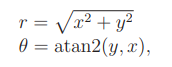 r = √(x² + y²)
θ = atan2(y, x),